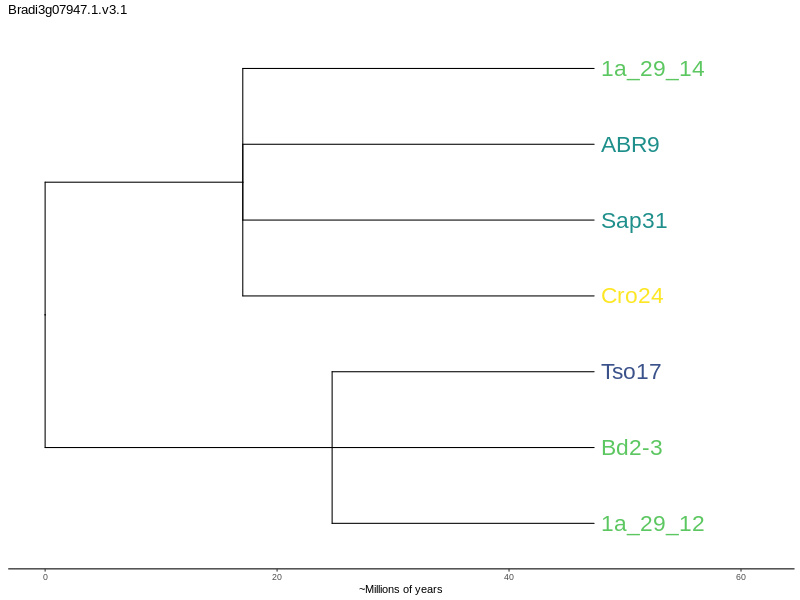 Bradi3g07947.1.v3.1
1a_29_14
ABR9
Sap31
Cro24
Tso17
Bd2-3
1a_29_12
0 20 40 60
~Millions of years